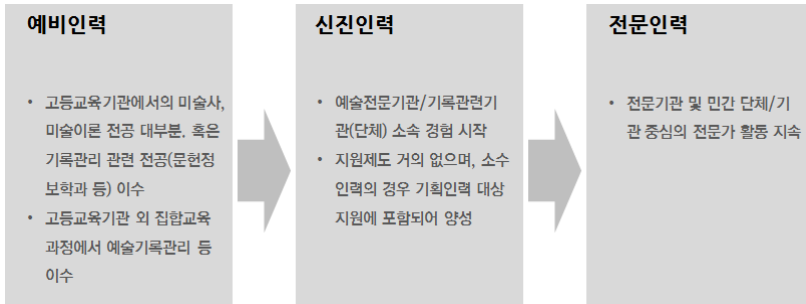 예비인력
• 고등교육기관에서의 미술사,
미술이론 전공 대부분. 혹은
기록관리 관련 전공(문헌정
보학과 등) 이수
• 고등교육기관 외 집합교육
과정에서 예술기록관리 등
이수
신진인력
• 예술전문기관/기록관련기
관(단체) 소속 경험 시작
• 지원제도 거의 없으며, 소수
인력의 경우 기획인력 대상
지원에 포함되어 양성
전문인력
• 전문기관 및 민간 단체/기
관 중심의 전문가 활동 지속